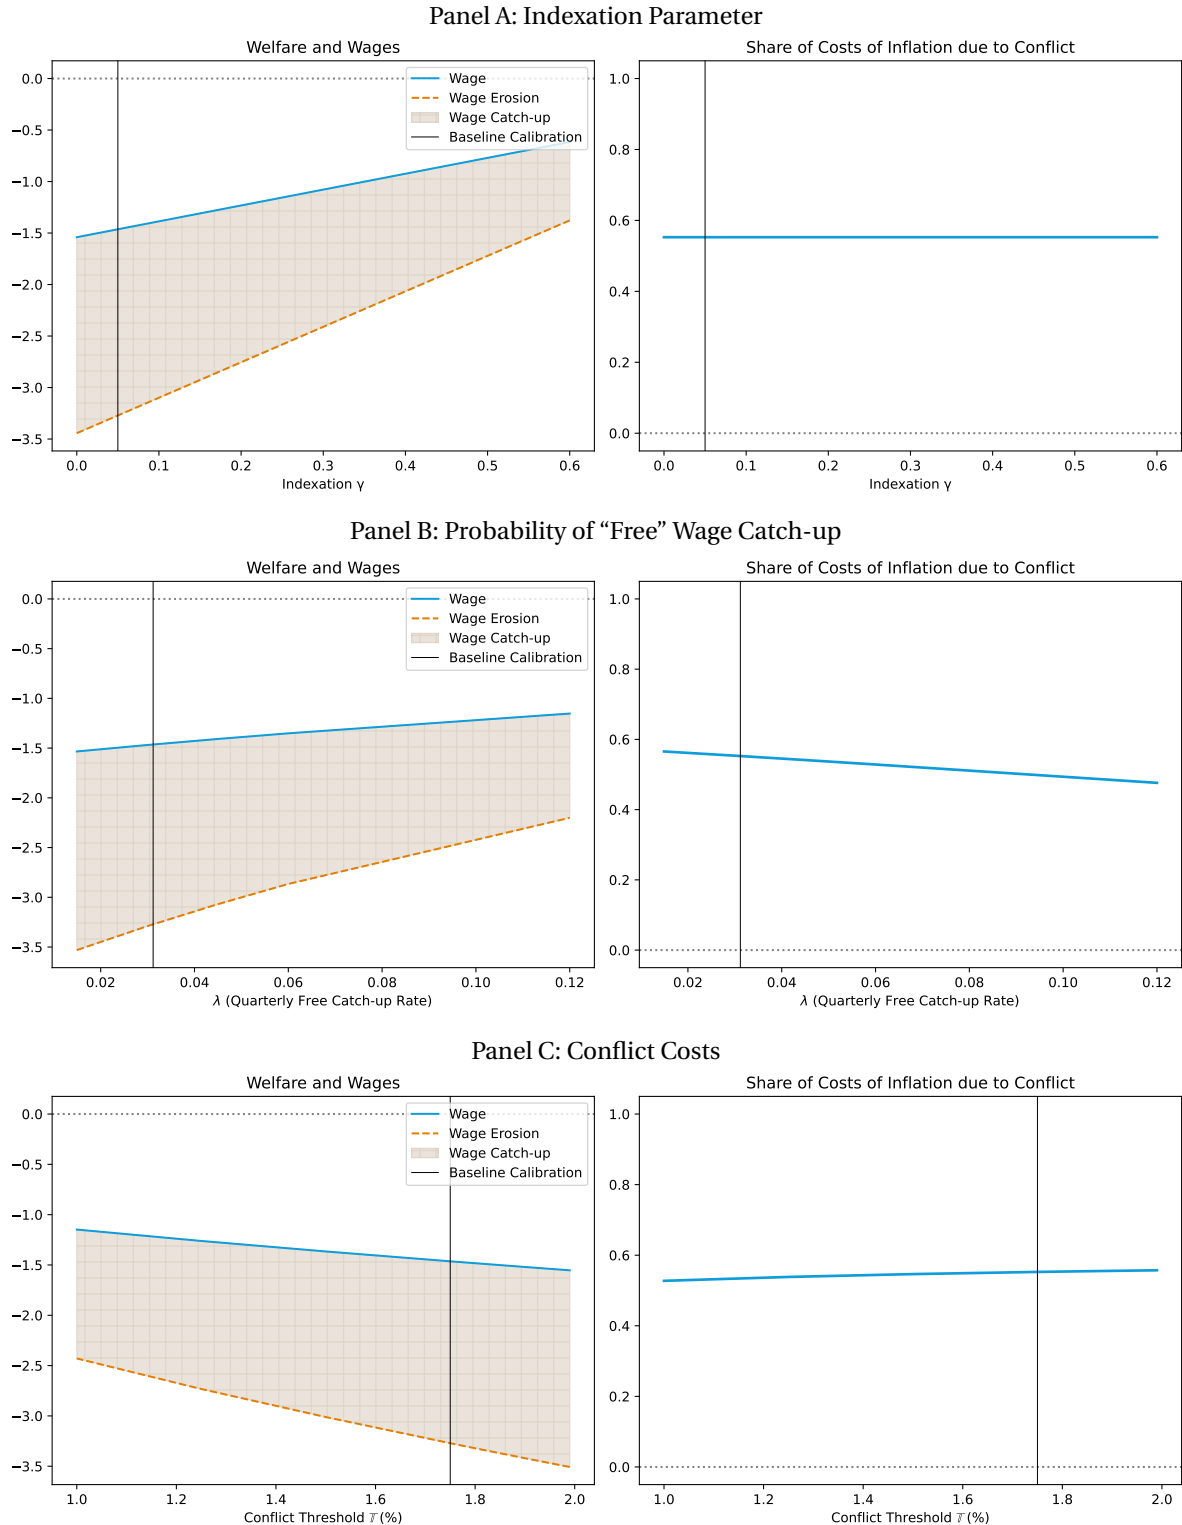 Panel A: Indexation Parameter
Welfare and Wages
0.0
−0.5
−1.0
−1.5
−2.0
−2.5
−3.0
−3.5
Wage
Wage Erosion
Wage Catch-up
Baseline Calibration
0.0 0.1 0.2 0.3 0.4 0.5 0.6
Indexation γ
Share of Costs of Inflation due to Conflict
1.0
0.8
0.6
0.4
0.2
0.0
0.0 0.1 0.2 0.3 0.4 0.5 0.6
Indexation γ
Panel B: Probability of “Free” Wage Catch-up
Welfare and Wages
0.0
−0.5
−1.0
−1.5
−2.0
−2.5
−3.0
−3.5
Wage
Wage Erosion
Wage Catch-up
Baseline Calibration
0.02 0.04 0.06 0.08 0.10 0.12
λ (Quarterly Free Catch-up Rate)
Share of Costs of Inflation due to Conflict
1.0
0.8
0.6
0.4
0.2
0.0
0.02 0.04 0.06 0.08 0.10 0.12
λ (Quarterly Free Catch-up Rate)
Panel C: Conflict Costs
Welfare and Wages
0.0
−0.5
−1.0
−1.5
−2.0
−2.5
−3.0
−3.5
Wage
Wage Erosion
Wage Catch-up
Baseline Calibration
1.0 1.2 1.4 1.6 1.8 2.0
Conflict Threshold 𝕋 (%)
Share of Costs of Inflation due to Conflict
1.0
0.8
0.6
0.4
0.2
0.0
1.0 1.2 1.4 1.6 1.8 2.0
Conflict Threshold 𝕋 (%)